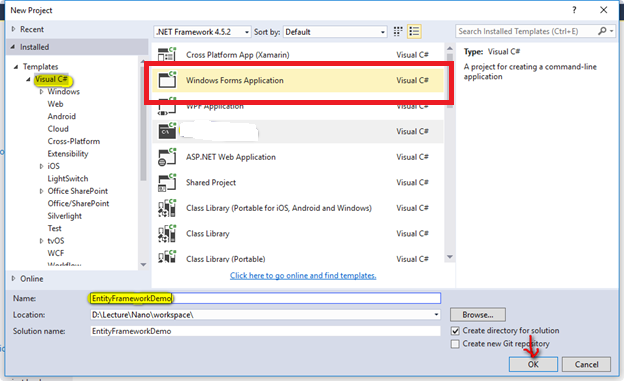 New Project
Recent
.NET Framework 4.5.2
Sort by:
Default
Search Installed Templates (Ctrl+E)
Installed
Templates
Visual C#
Windows
Web
Android
Cloud
Cross-Platform
Extensibility
iOS
LightSwitch
Office SharePoint
Office/SharePoint
Silverlight
Test
tvOS
WCF
Workflow
Online
Cross Platform App (Xamarin) Visual C#
Windows Forms Application Visual C#
WPF Application Visual C#
Visual C#
ASP.NET Web Application Visual C#
Shared Project Visual C#
Class Library (Portable for iOS, Android and Windows) Visual C#
Class Library Visual C#
Class Library (Portable) Visual C#
Click here to go online and find templates.
Type: Visual C#
A project for creating a command-line
application
Name: EntityFrameworkDemo
Location: D:\Lecture\Nano\workspace\
Browse...
Solution name: EntityFrameworkDemo
Create directory for solution
Create new Git repository
OK
Cancel